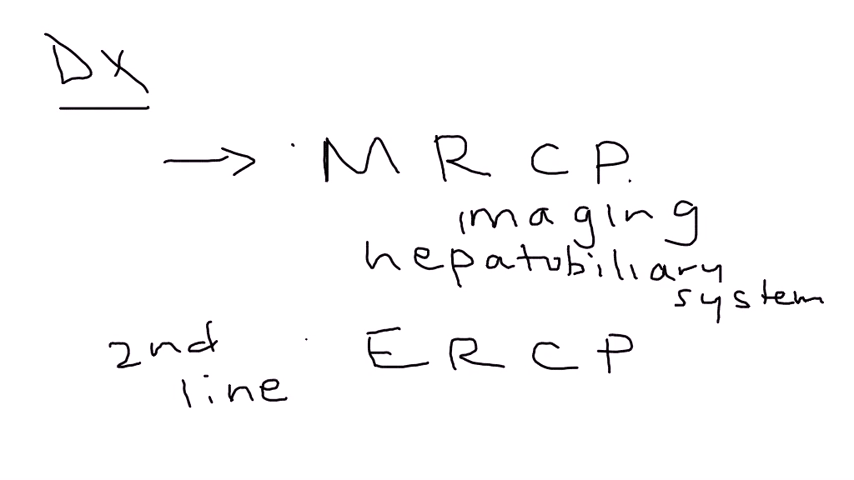 Dx
→ MRCP.
imaging
hepatobiliary
system
2nd ERCP
line